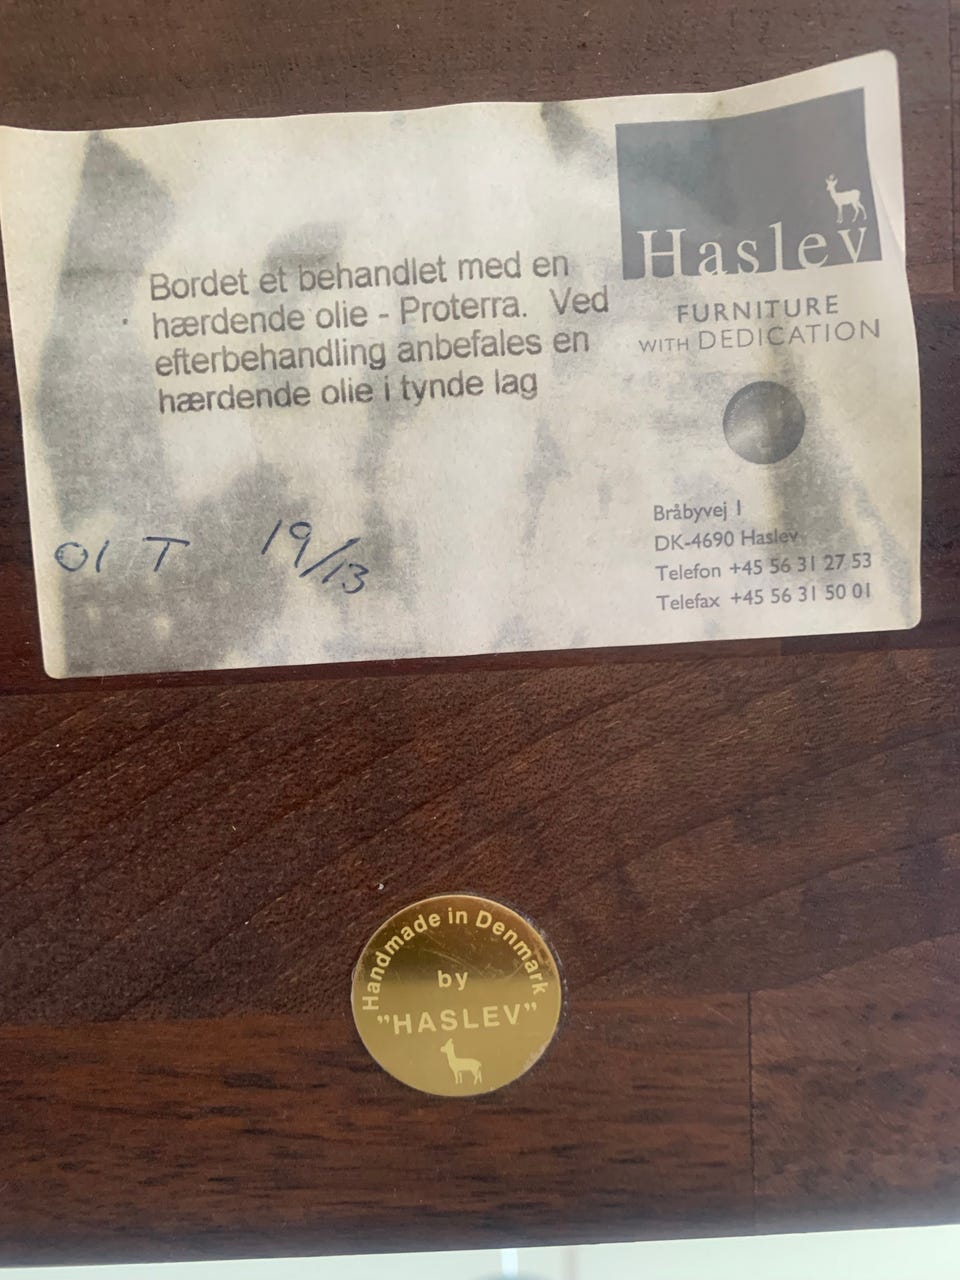 Haslev
FURNITURE
WITH DEDICATION
Bordet et behandlet med en
hærdende olie - Proterra. Ved
efterbehandling anbefales en
hærdende olie i tynde lag
Bråbyvej 1
DK-4690 Haslev
Telefon +45 56 31 27 53
Telefax +45 56 31 50 01
01 T 19/13
Handmade in Denmark
by
"HASLEV"